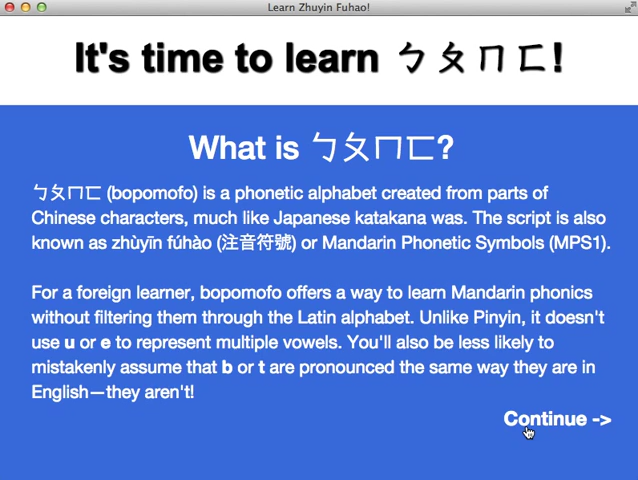 Learn Zhuyin Fuhao!
It's time to learn ㄅㄆㄇㄈ!
What is ㄅㄆㄇㄈ?
ㄅㄆㄇㄈ (bopomofo) is a phonetic alphabet created from parts of
Chinese characters, much like Japanese katakana was. The script is also
known as zhùyīn fúhào (注音符號) or Mandarin Phonetic Symbols (MPS1).
For a foreign learner, bopomofo offers a way to learn Mandarin phonics
without filtering them through the Latin alphabet. Unlike Pinyin, it doesn't
use u or e to represent multiple vowels. You'll also be less likely to
mistakenly assume that b or t are pronounced the same way they are in
English—they aren't!
Continue ->